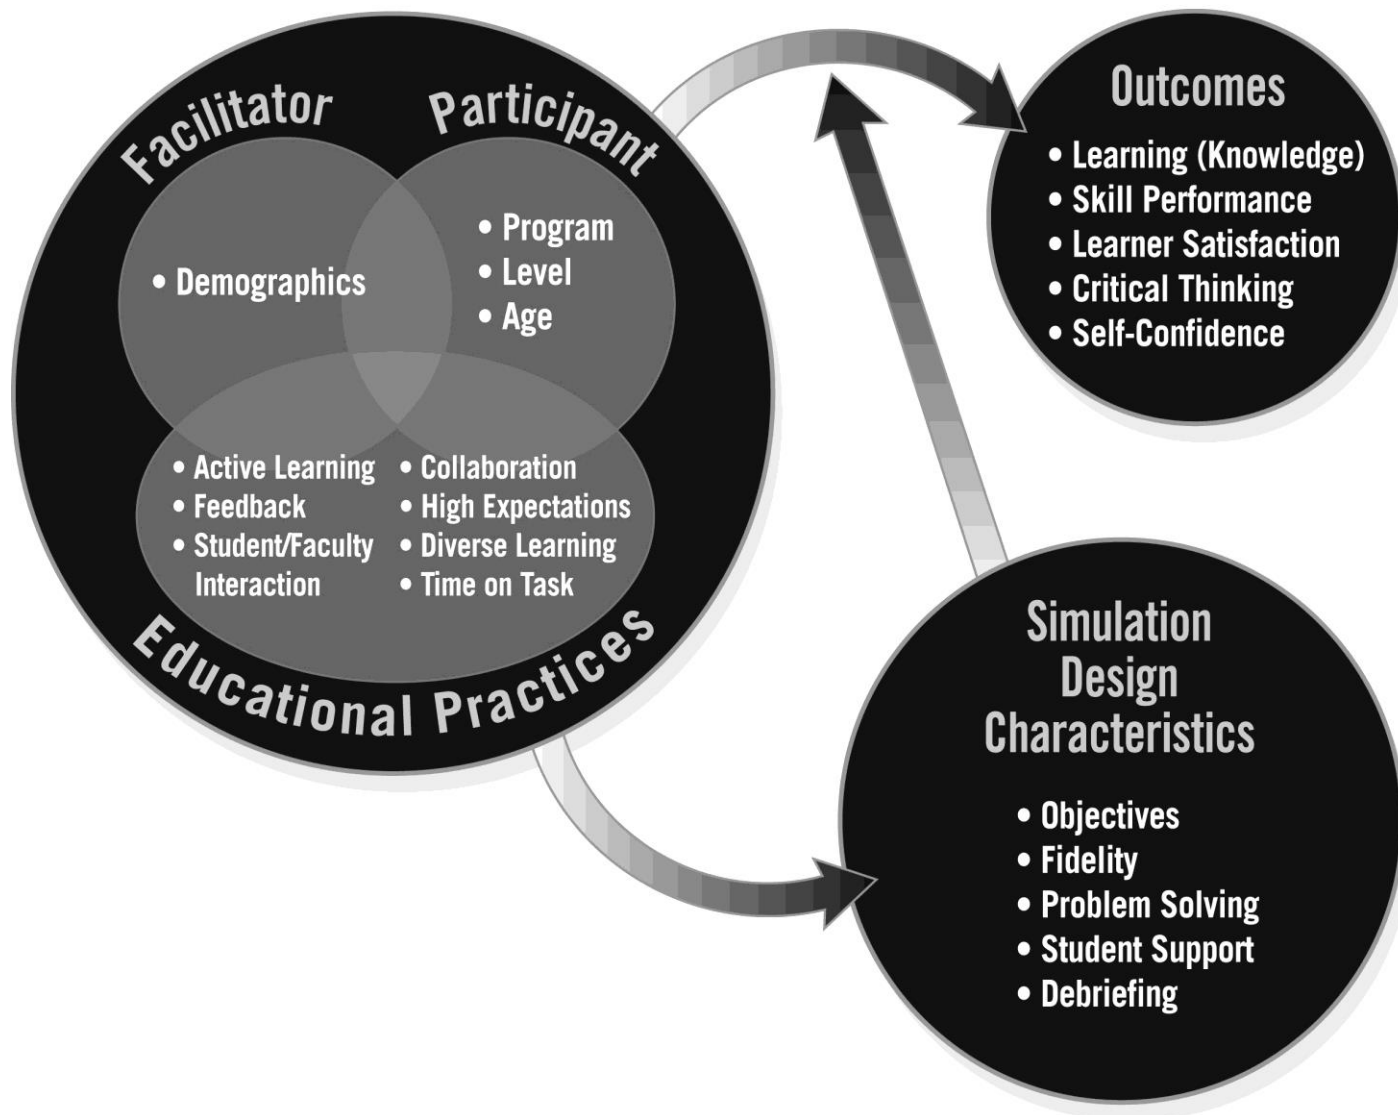 Facilitator
Participant
• Demographics
• Program
• Level
• Age
• Active Learning
• Feedback
• Student/Faculty
Interaction
• Collaboration
• High Expectations
• Diverse Learning
• Time on Task
Educational Practices
Outcomes
• Learning (Knowledge)
• Skill Performance
• Learner Satisfaction
• Critical Thinking
• Self-Confidence
Simulation
Design
Characteristics
• Objectives
• Fidelity
• Problem Solving
• Student Support
• Debriefing